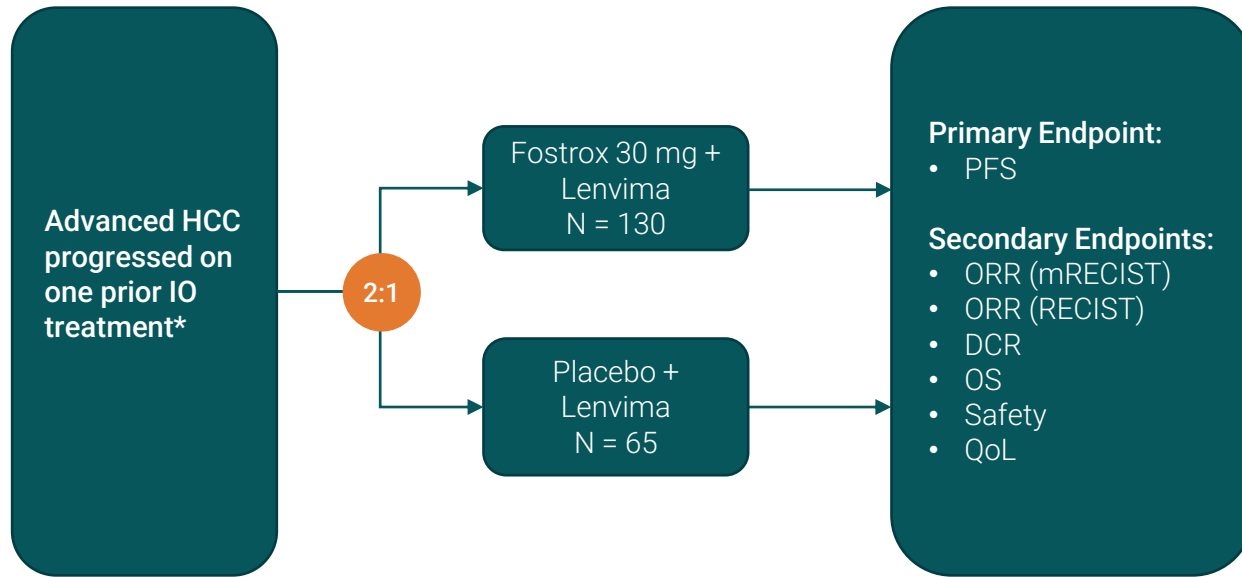 Advanced HCC
progressed on
one prior IO
treatment*
2:1
Fostrox 30 mg +
Lenvima
N = 130
Placebo +
Lenvima
N = 65
Primary Endpoint:
• PFS
Secondary Endpoints:
• ORR (mRECIST)
• ORR (RECIST)
• DCR
• OS
• Safety
• QoL